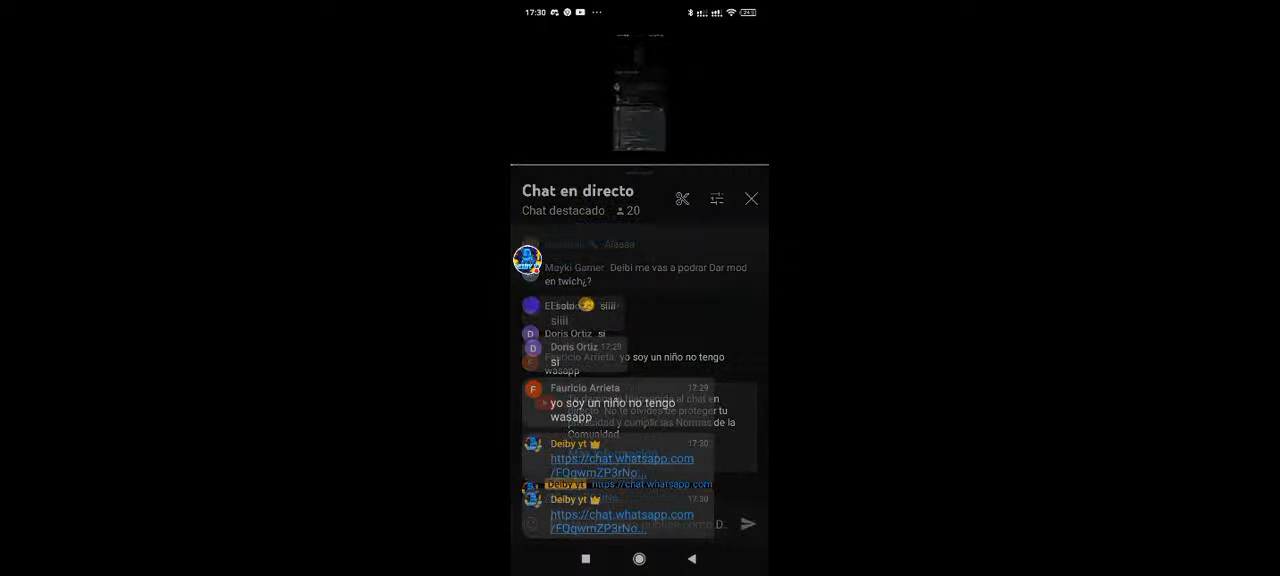 17:30
Chat en directo
Chat destacado 20
Aleaaa
Mayki Gamer Deibi me vas a podrar Dar mod
en twich¿?
siiii
siiii
Doris Ortiz si
Doris Ortiz 17:29
si
Fauricio Arrieta yo soy un niño no tengo
wasapp
Fauricio Arrieta 17:29
yo soy un niño no tengo
wasapp
directo. No te olvides de proteger tu
privacidad y cumplir las Normas de la
Comunidad
Deiby yt 17:30
https://chat.whatsapp.com
/FQqwmZP3rNo...
Deiby yt https://chat.whatsapp.com
Deiby yt 17:30
https://chat.whatsapp.com
/FQqwmZP3rNo...